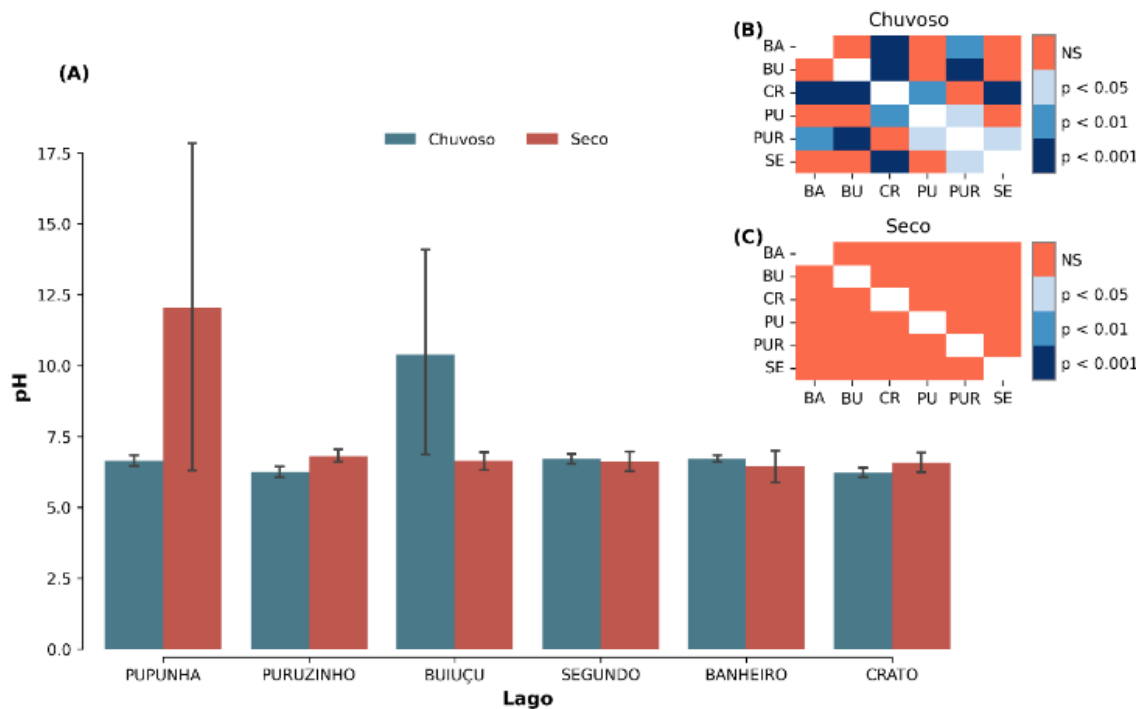 (A)
Chuvoso
Seco
pH
17.5
15.0
12.5
10.0
7.5
5.0
2.5
0.0
PUPUNHA
PURUZINHO
BUIUÇU
SEGUNDO
BANHEIRO
CRATO
Lago
(B)
Chuvoso
BA
BU
CR
PU
PUR
SE
BA BU CR PU PUR SE
NS
p < 0.05
p < 0.01
p < 0.001
(C)
Seco
BA
BU
CR
PU
PUR
SE
BA BU CR PU PUR SE
NS
p < 0.05
p < 0.01
p < 0.001